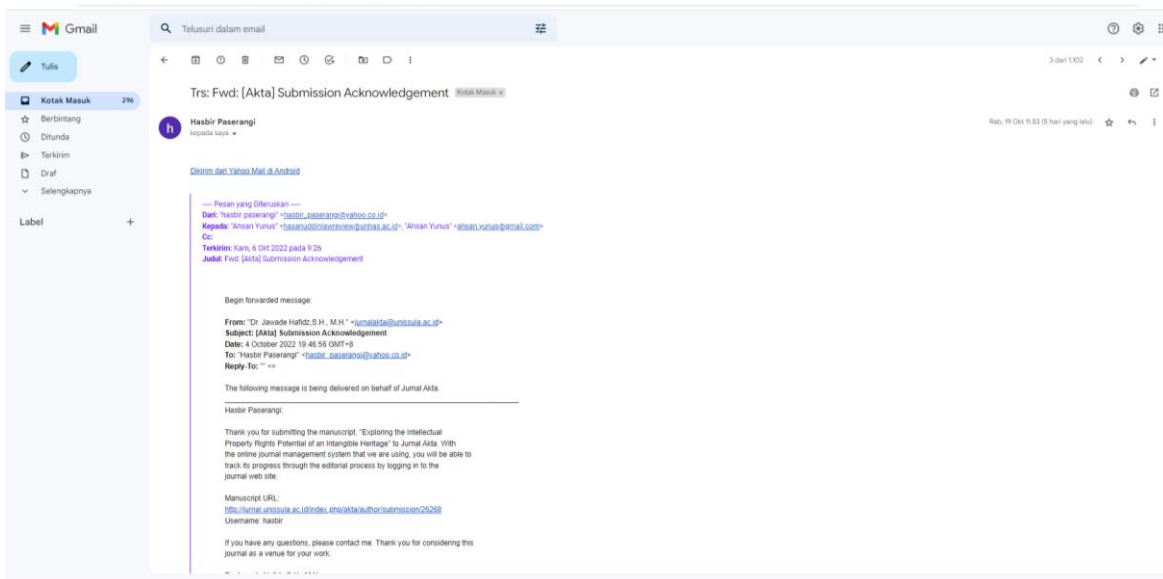 Gmail
Telusuri dalam email
Tulis
3 dari 1.102
Kotak Masuk 296
Berbintang
Ditunda
Terkirim
Draf
Selengkapnya
Label +
Trs: Fwd: [Akta] Submission Acknowledgement Kotak Masuk x
h
Hasbir Paserangi
kepada saya
Rab, 19 Okt 11.53 (5 hari yang lalu)
Dikirim dari Yahoo Mail di Android
----- Pesan yang Diteruskan -----
Dari: "hasbir paserangi" <hasbir_paserangi@yahoo.co.id>
Kepada: "Ahsan Yunus" <hasanuddinlawreview@unhas.ac.id>, "Ahsan Yunus" <ahsan.yunus@gmail.com>
Cc:
Terkirim: Kam, 6 Okt 2022 pada 9:26
Judul: Fwd: [Akta] Submission Acknowledgement
Begin forwarded message:
From: "Dr. Jawade Hafidz,S.H., M.H." <jurnalakta@unissula.ac.id>
Subject: [Akta] Submission Acknowledgement
Date: 4 October 2022 19.46.56 GMT+8
To: "Hasbir Paserangi" <hasbir_paserangi@yahoo.co.id>
Reply-To: "" <>
The following message is being delivered on behalf of Jurnal Akta.
Hasbir Paserangi:
Thank you for submitting the manuscript, "Exploring the Intellectual
Property Rights Potential of an Intangible Heritage" to Jurnal Akta. With
the online journal management system that we are using, you will be able to
track its progress through the editorial process by logging in to the
journal web site:
Manuscript URL:
http://jurnal.unissula.ac.id/index.php/akta/author/submission/25268
Username: hasbir
If you have any questions, please contact me. Thank you for considering this
journal as a venue for your work.